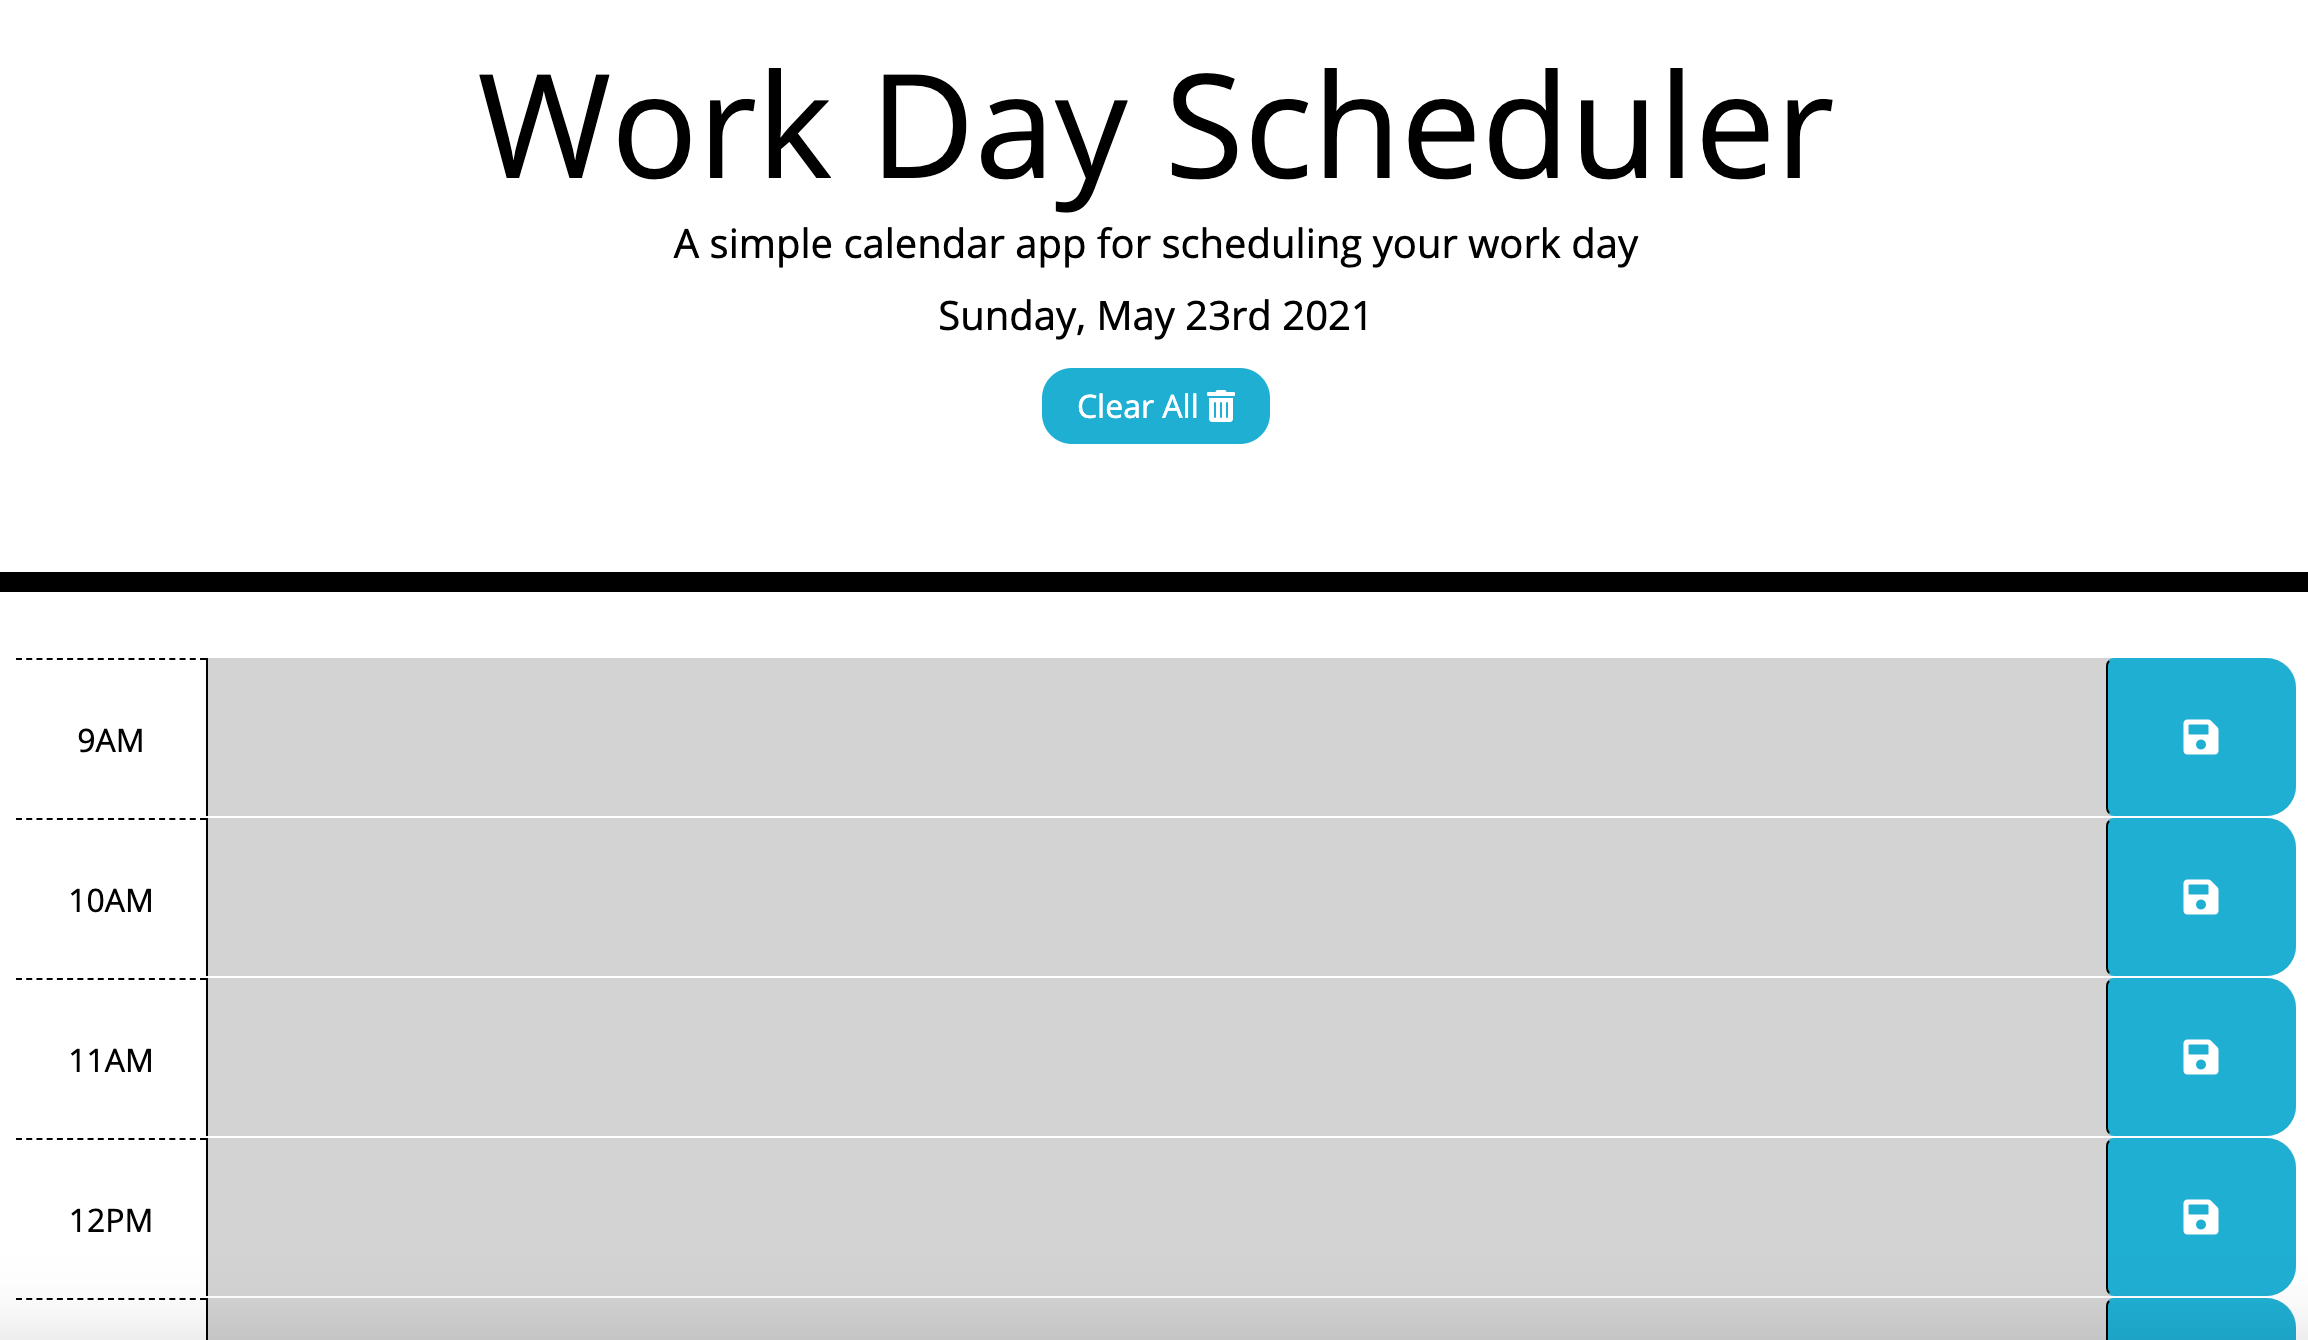 Work Day Scheduler
A simple calendar app for scheduling your work day
Sunday, May 23rd 2021
Clear All
9AM
10AM
11AM
12PM